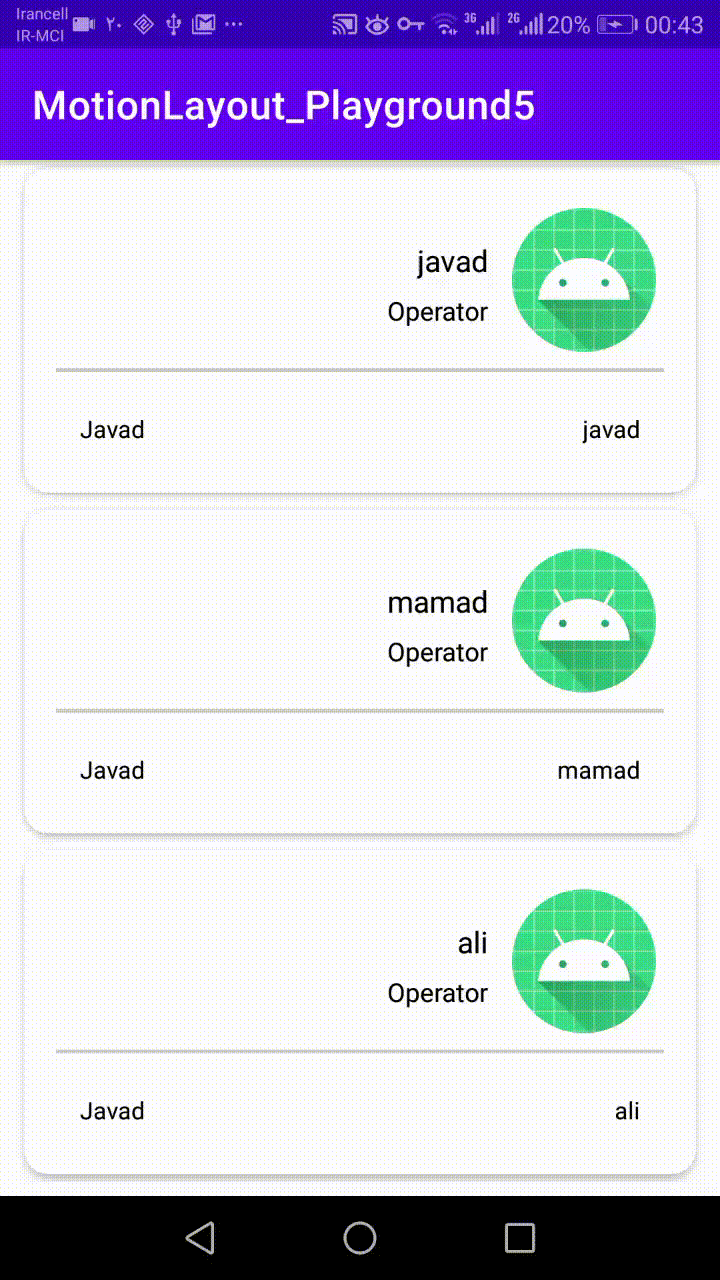 Irancell
IR-MCI ۲۰ ... 3G 2G 20% 00:43
MotionLayout_Playground5
javad
Operator
Javad javad
mamad
Operator
Javad mamad
ali
Operator
Javad ali